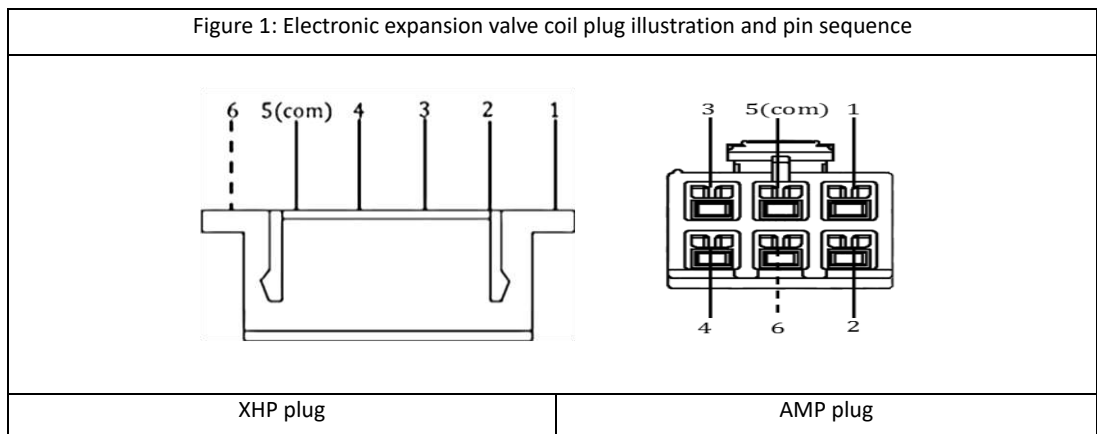 Figure 1: Electronic expansion valve coil plug illustration and pin sequence
6 5(com) 4 3 2 1
3 5(com) 1
4 6 2
XHP plug
AMP plug